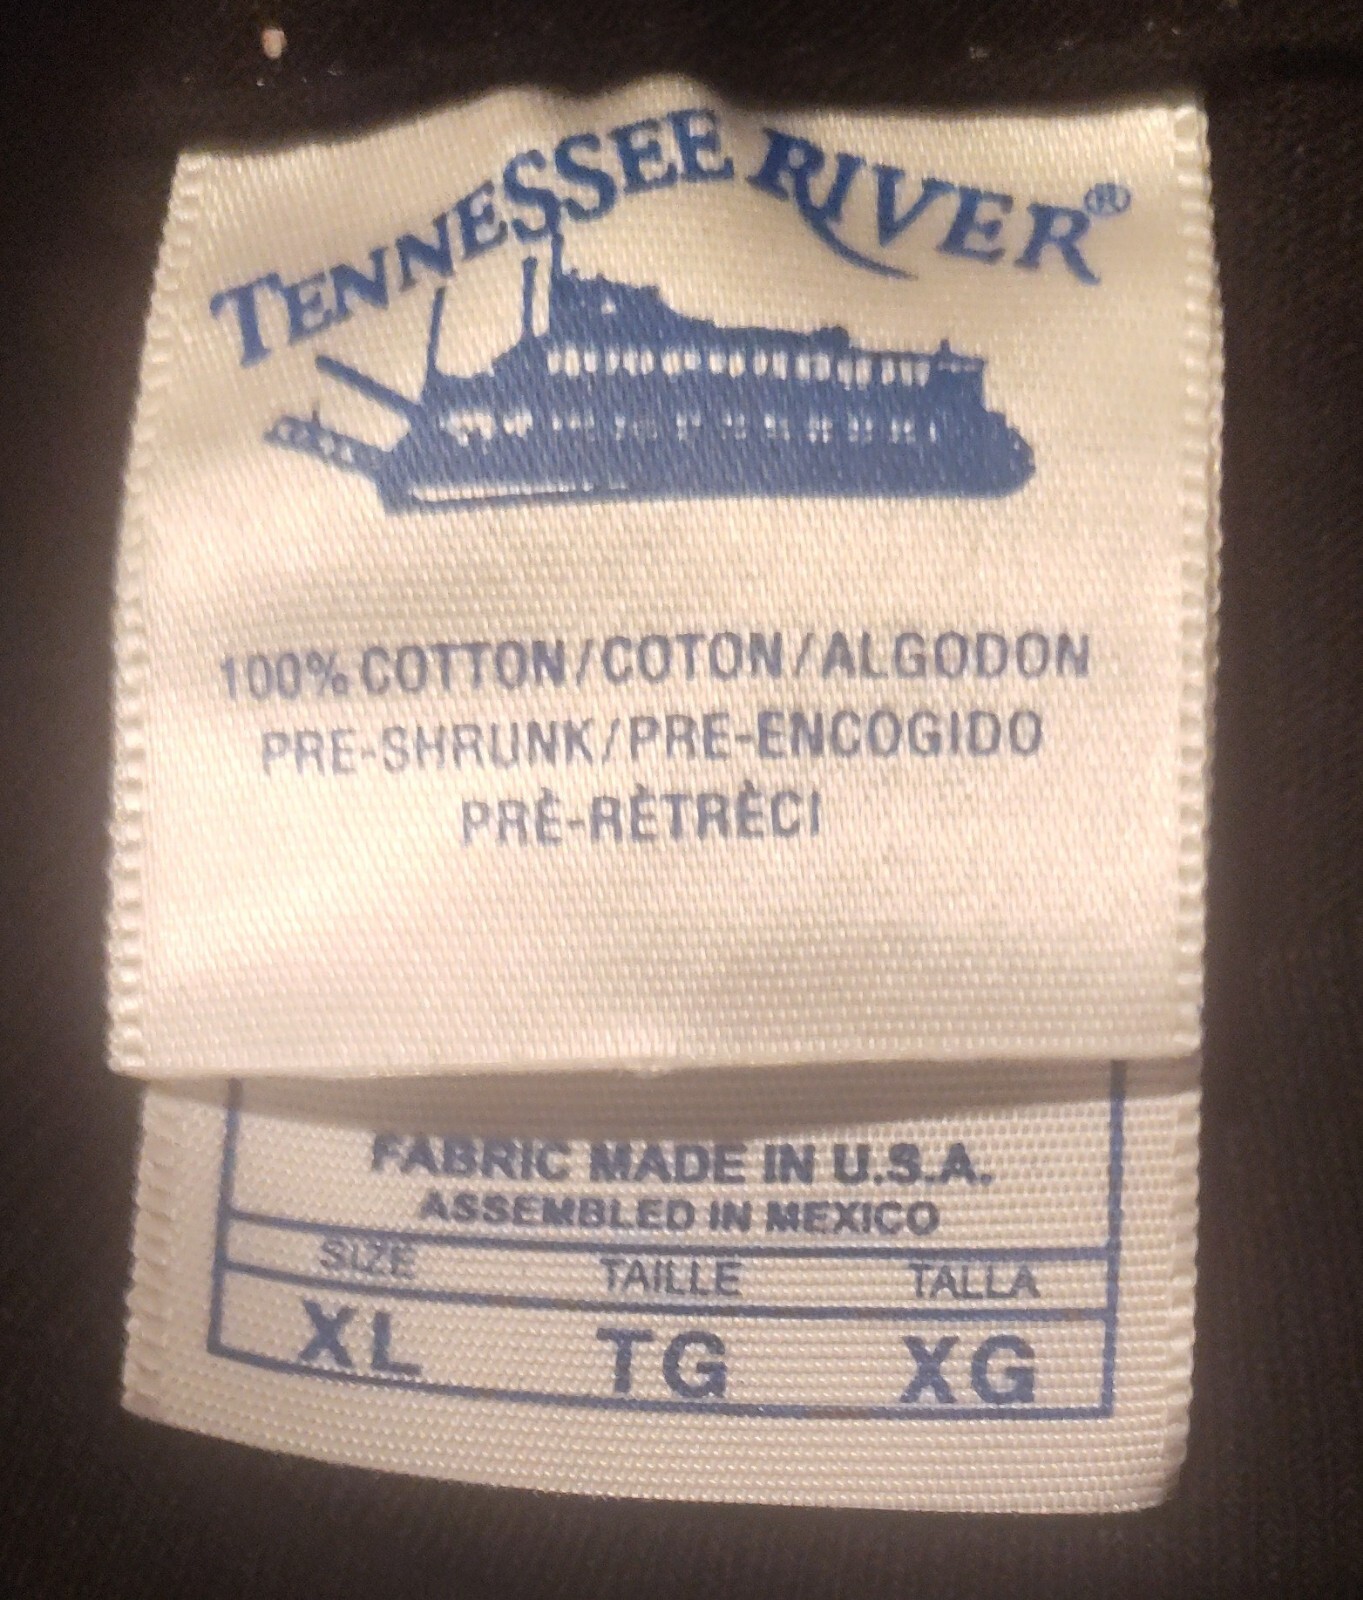 TENNESSEE RIVER®
100% COTTON/COTON/ALGODON
PRE-SHRUNK/PRE-ENCOGIDO
PRÈ-RÈTRÈCI
FABRIC MADE IN U.S.A.
ASSEMBLED IN MEXICO
SIZE TAILLE TALLA
XL TG XG